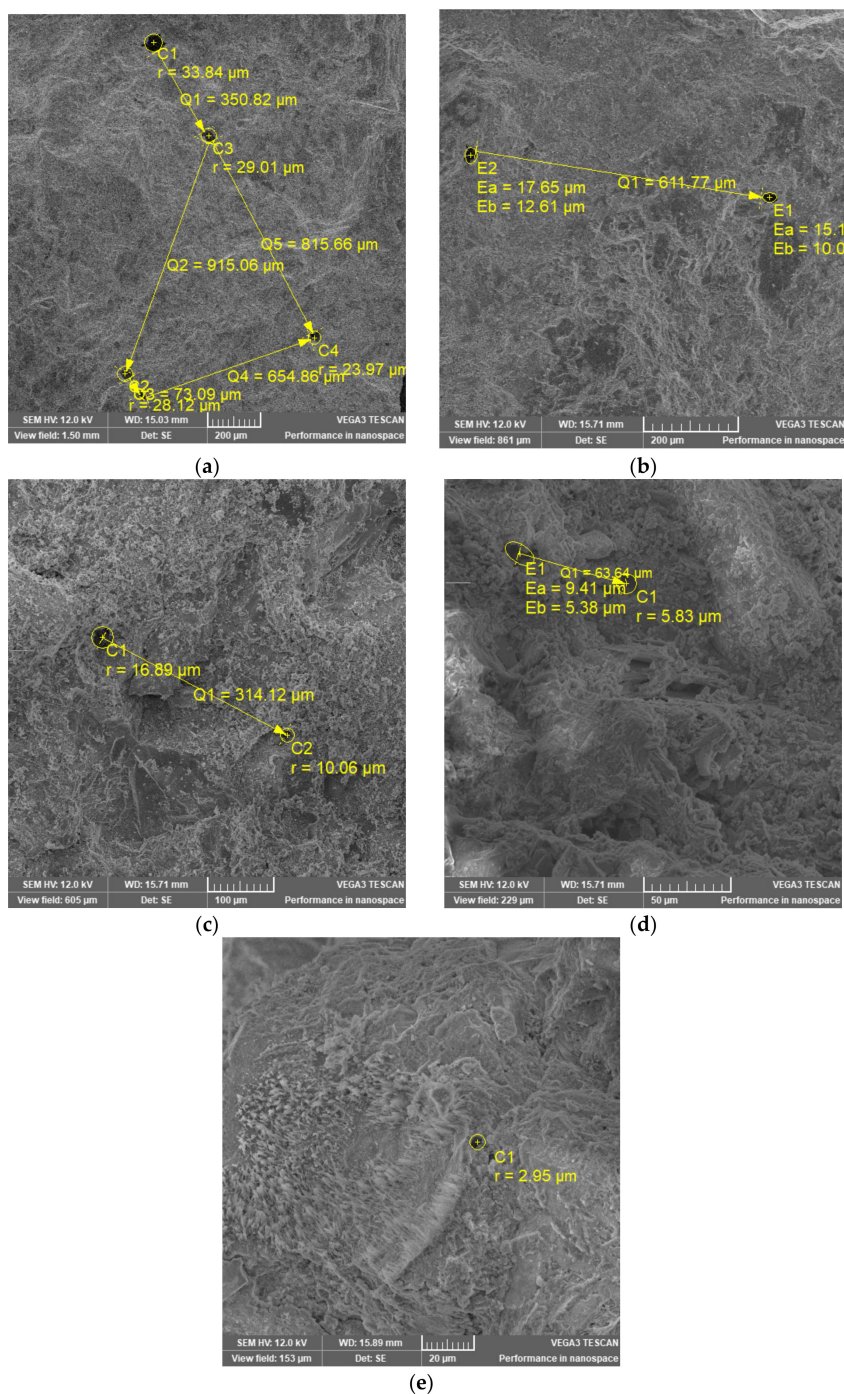 C1
r = 33.84 µm
Q1 = 350.82 µm
C3
r = 29.01 µm
Q5 = 815.66 µm
Q2 = 915.06 µm
C4
r = 23.97 µm
Q4 = 654.86 µm
C2
Q3 = 73.09 µm
r = 28.12 µm
SEM HV: 12.0 kV WD: 15.03 mm VEGA3 TESCAN
View field: 1.50 mm Det: SE 200 µm Performance in nanospace
(a)
E2
Ea = 17.65 µm
Eb = 12.61 µm
Q1 = 611.77 µm
E1
Ea = 15.1
Eb = 10.0
SEM HV: 12.0 kV WD: 15.71 mm VEGA3 TESCAN
View field: 861 µm Det: SE 200 µm Performance in nanospace
(b)
C1
r = 16.89 µm
Q1 = 314.12 µm
C2
r = 10.06 µm
SEM HV: 12.0 kV WD: 15.71 mm VEGA3 TESCAN
View field: 605 µm Det: SE 100 µm Performance in nanospace
(c)
E1
Q1 = 63.64 µm
Ea = 9.41 µm
Eb = 5.38 µm
C1
r = 5.83 µm
SEM HV: 12.0 kV WD: 15.71 mm VEGA3 TESCAN
View field: 229 µm Det: SE 50 µm Performance in nanospace
(d)
C1
r = 2.95 µm
SEM HV: 12.0 kV WD: 15.89 mm VEGA3 TESCAN
View field: 153 µm Det: SE 20 µm Performance in nanospace
(e)